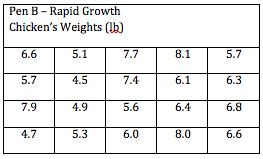 Pen B – Rapid Growth
Chicken's Weights (lb)
6.6 5.1 7.7 8.1 5.7
5.7 4.5 7.4 6.1 6.3
7.9 4.9 5.6 6.4 6.8
4.7 5.3 6.0 8.0 6.6